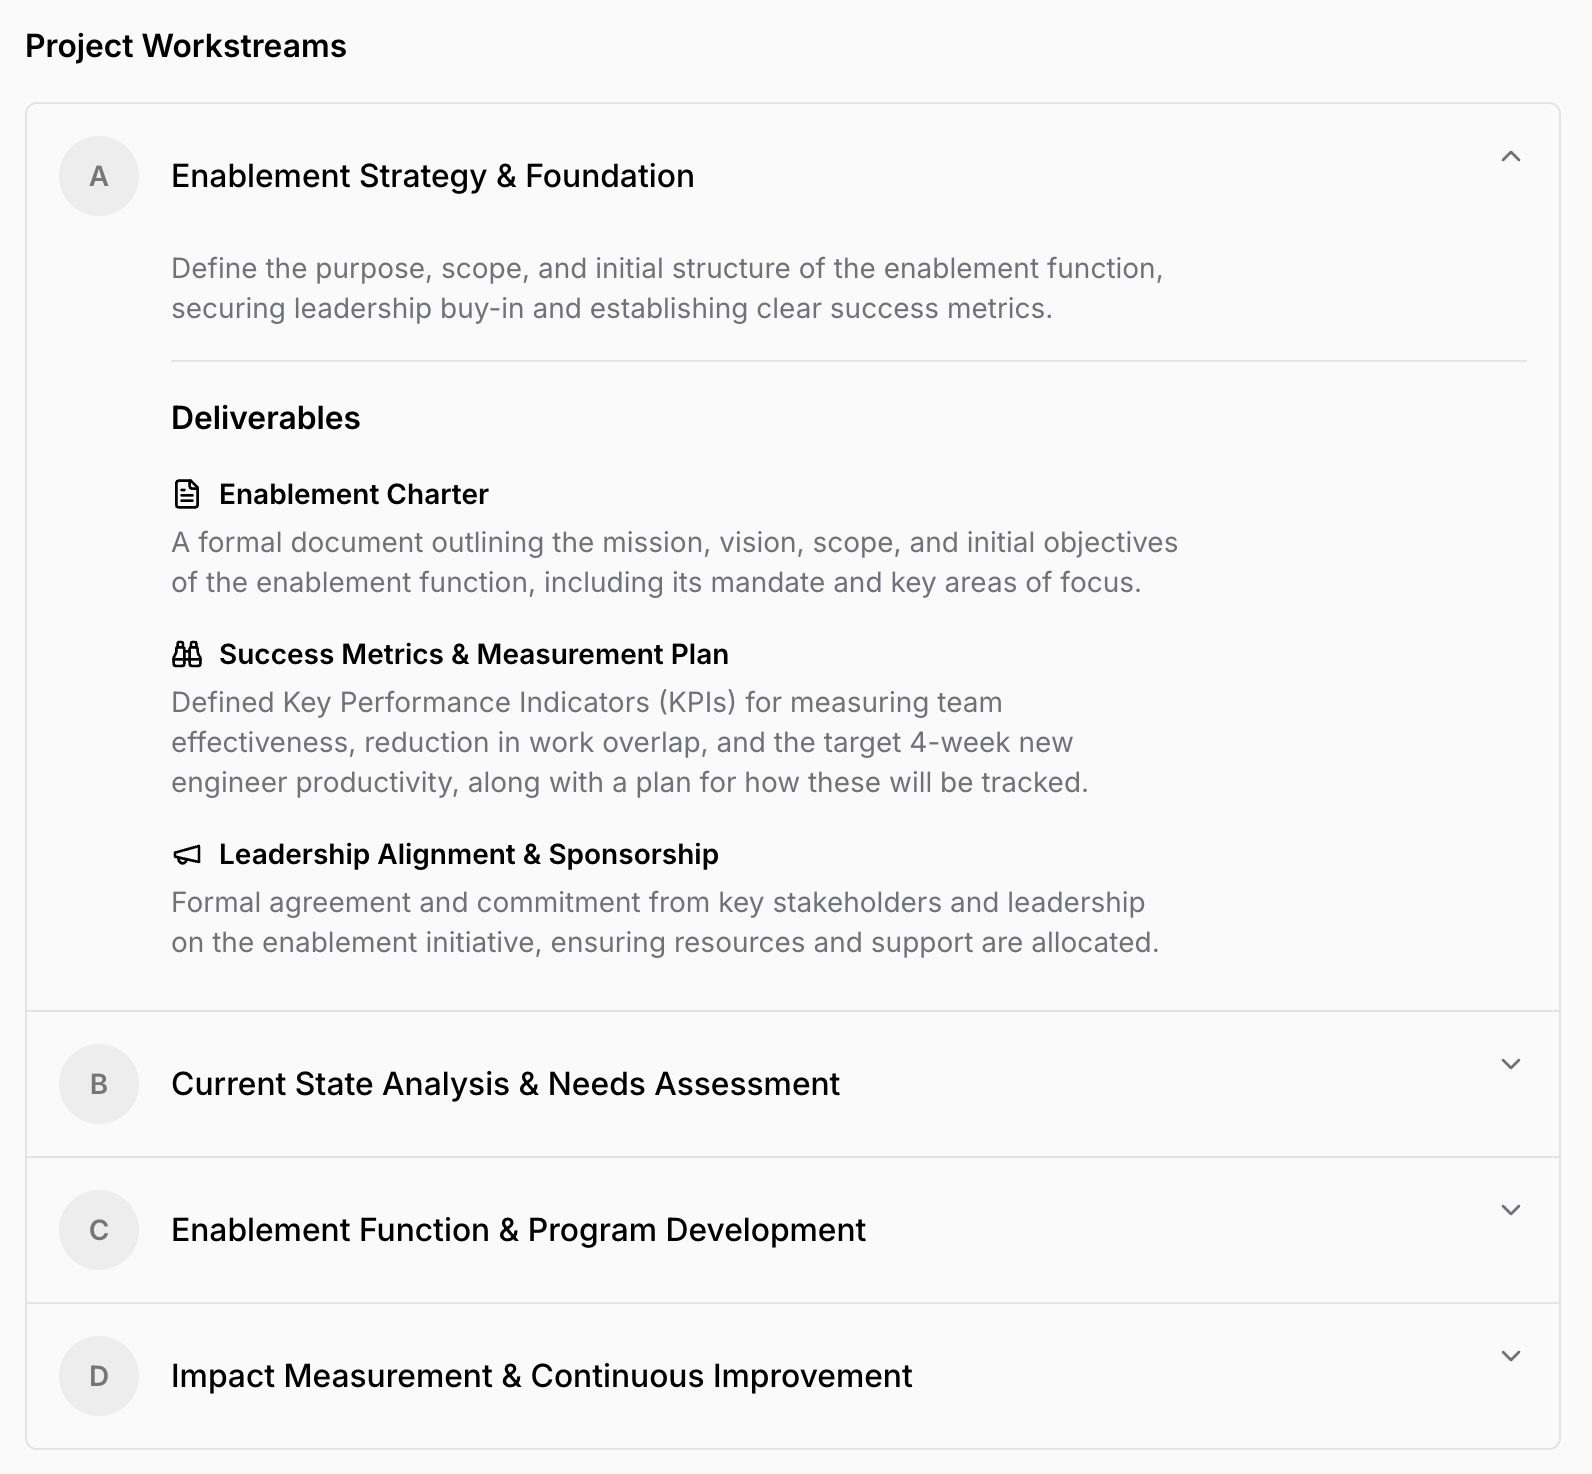 Project Workstreams
A
Enablement Strategy & Foundation
Define the purpose, scope, and initial structure of the enablement function,
securing leadership buy-in and establishing clear success metrics.
Deliverables
Enablement Charter
A formal document outlining the mission, vision, scope, and initial objectives
of the enablement function, including its mandate and key areas of focus.
Success Metrics & Measurement Plan
Defined Key Performance Indicators (KPIs) for measuring team
effectiveness, reduction in work overlap, and the target 4-week new
engineer productivity, along with a plan for how these will be tracked.
Leadership Alignment & Sponsorship
Formal agreement and commitment from key stakeholders and leadership
on the enablement initiative, ensuring resources and support are allocated.
B
Current State Analysis & Needs Assessment
C
Enablement Function & Program Development
D
Impact Measurement & Continuous Improvement